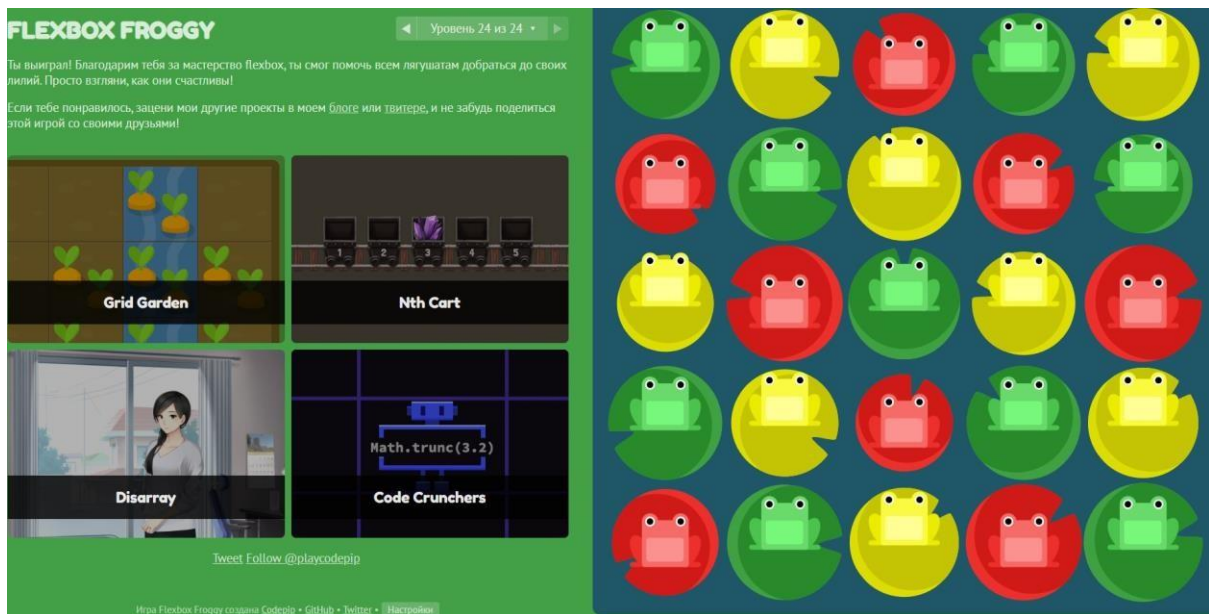 FLEXBOX FROGGY
◀ Уровень 24 из 24 ▾ ▶
Ты выиграл! Благодарим тебя за мастерство flexbox, ты смог помочь всем лягушатам добраться до своих
лилий. Просто взгляни, как они счастливы!
Если тебе понравилось, зацени мои другие проекты в моем блоге или твитере, и не забудь поделиться
этой игрой со своими друзьями!
1 2 3 4 5
Grid Garden
Nth Cart
Math.trunc(3.2)
Disarray
Code Crunchers
Tweet Follow @playcodepip
Игра Flexbox Froggy создана Codepip • GitHub • Twitter • Настройки